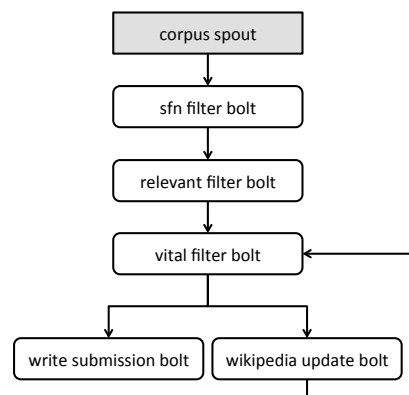 corpus spout
sfn filter bolt
relevant filter bolt
vital filter bolt
write submission bolt
wikipedia update bolt